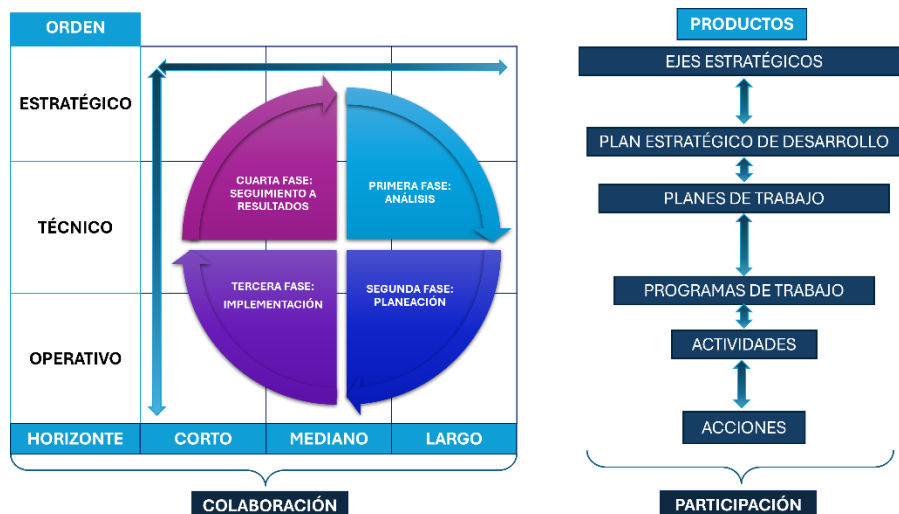 ORDEN
ESTRATÉGICO
TÉCNICO
OPERATIVO
HORIZONTE
CORTO
MEDIANO
LARGO
CUARTA FASE:
SEGUIMIENTO A
RESULTADOS
PRIMERA FASE:
ANÁLISIS
TERCERA FASE:
IMPLEMENTACIÓN
SEGUNDA FASE:
PLANEACIÓN
COLABORACIÓN
PRODUCTOS
EJES ESTRATÉGICOS
PLAN ESTRATÉGICO DE DESARROLLO
PLANES DE TRABAJO
PROGRAMAS DE TRABAJO
ACTIVIDADES
ACCIONES
PARTICIPACIÓN